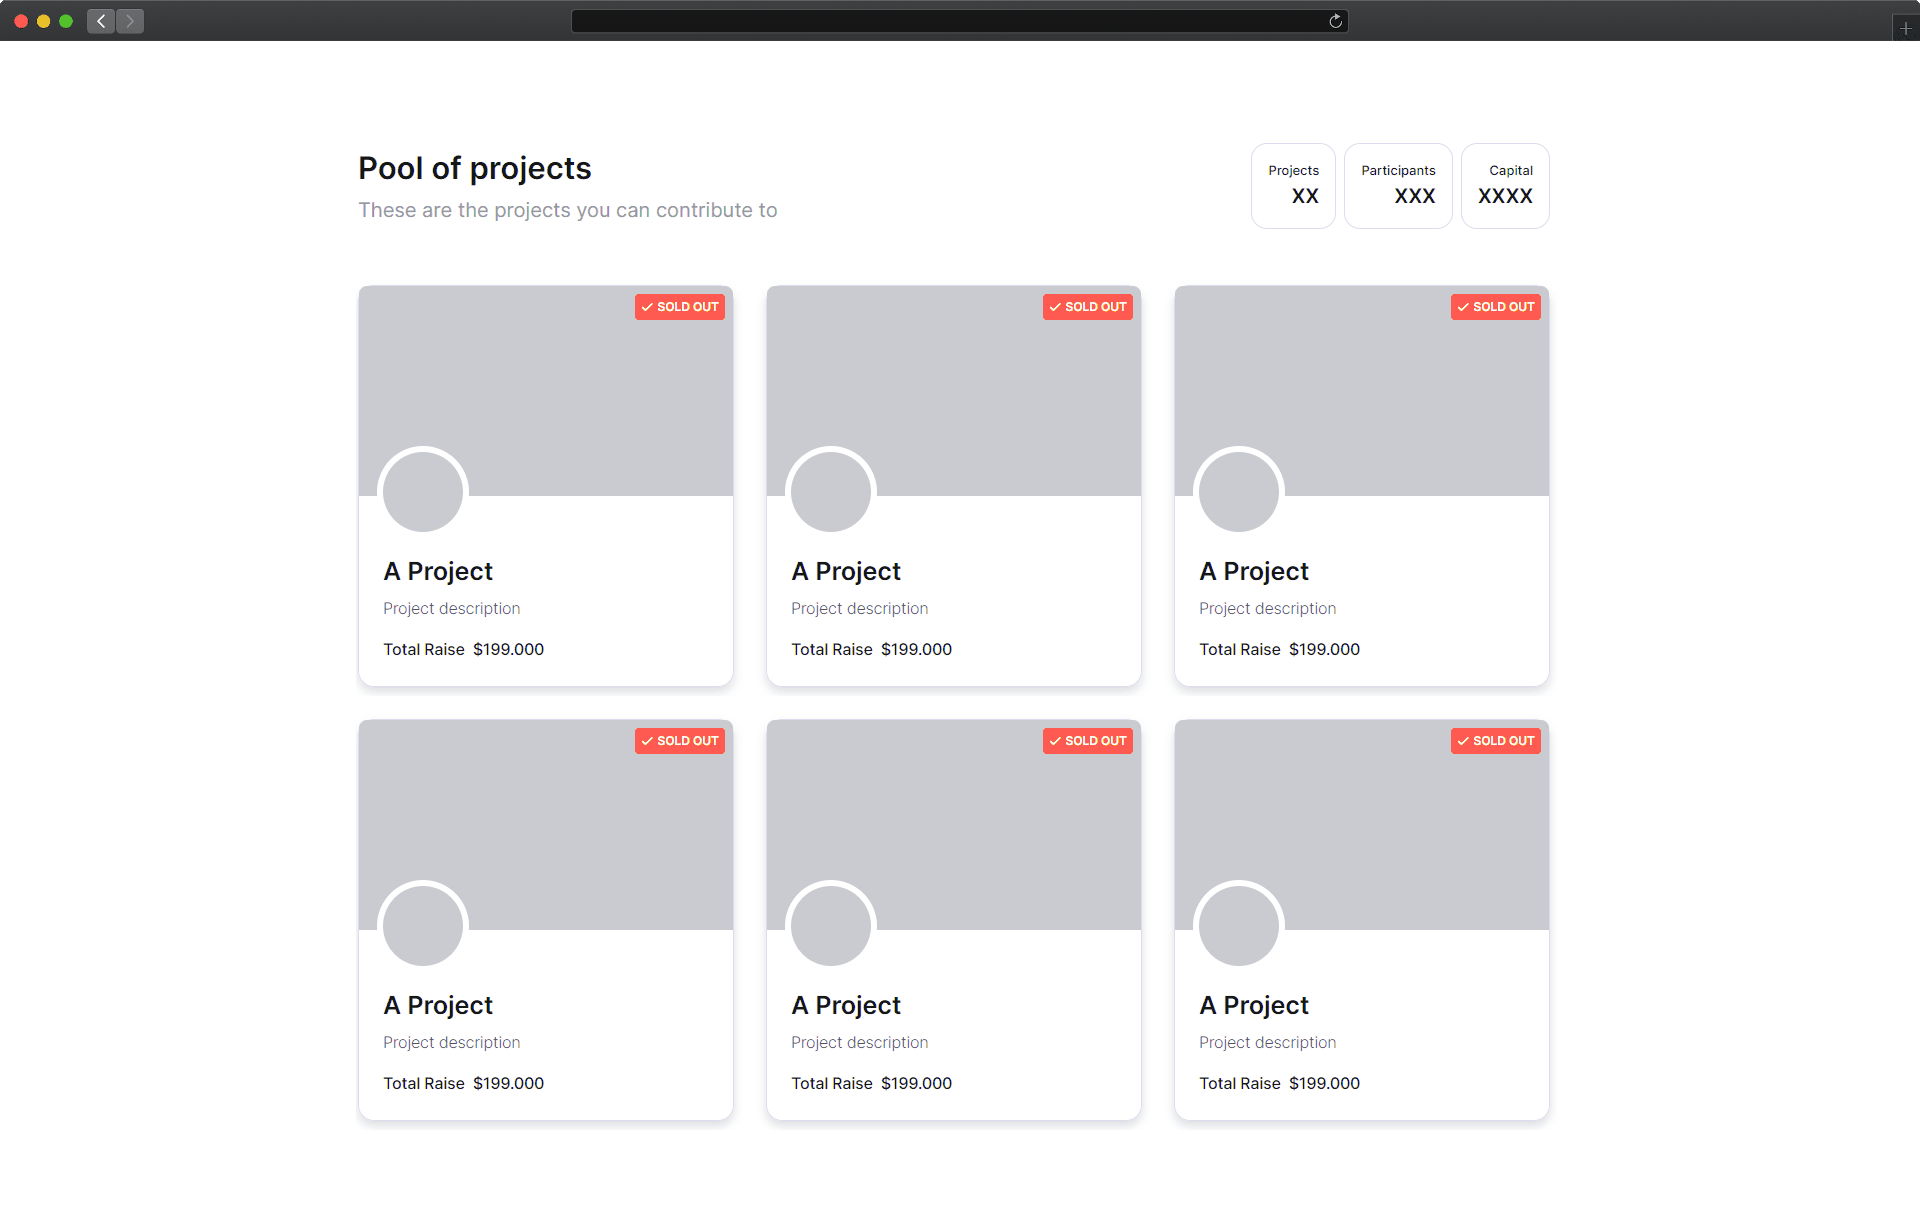 Pool of projects
These are the projects you can contribute to
Projects
XX
Participants
XXX
Capital
XXXX
SOLD OUT
A Project
Project description
Total Raise $199.000
SOLD OUT
A Project
Project description
Total Raise $199.000
SOLD OUT
A Project
Project description
Total Raise $199.000
SOLD OUT
A Project
Project description
Total Raise $199.000
SOLD OUT
A Project
Project description
Total Raise $199.000
SOLD OUT
A Project
Project description
Total Raise $199.000